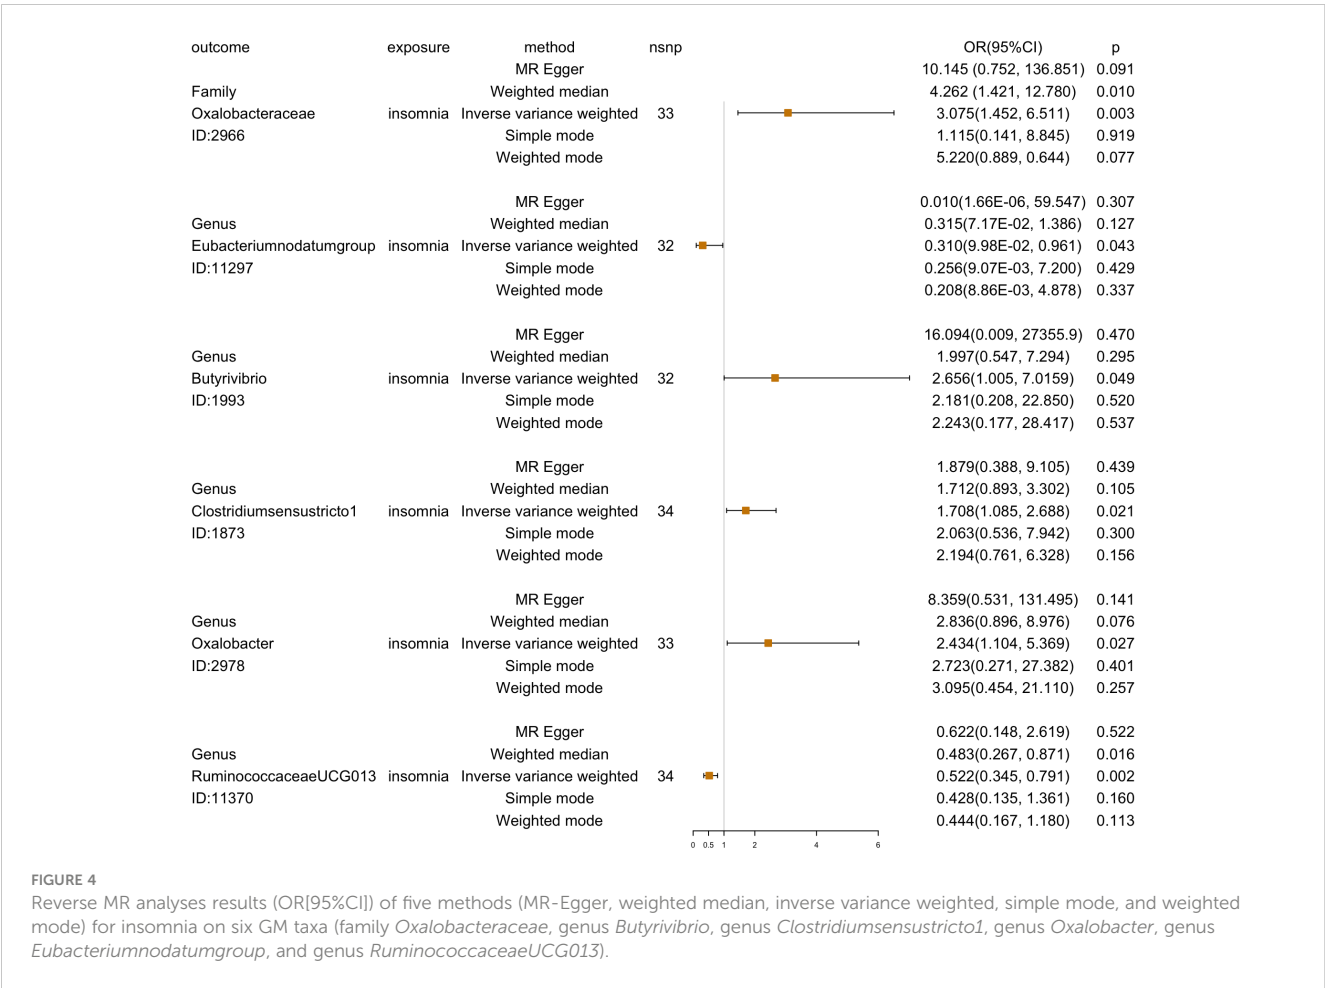 outcome exposure method nsnp OR(95%CI) p
MR Egger 10.145 (0.752, 136.851) 0.091
Family Weighted median 4.262 (1.421, 12.780) 0.010
Oxalobacteraceae insomnia Inverse variance weighted 33 3.075(1.452, 6.511) 0.003
ID:2966 Simple mode 1.115(0.141, 8.845) 0.919
Weighted mode 5.220(0.889, 0.644) 0.077
MR Egger 0.010(1.66E-06, 59.547) 0.307
Genus Weighted median 0.315(7.17E-02, 1.386) 0.127
Eubacteriumnodatumgroup insomnia Inverse variance weighted 32 0.310(9.98E-02, 0.961) 0.043
ID:11297 Simple mode 0.256(9.07E-03, 7.200) 0.429
Weighted mode 0.208(8.86E-03, 4.878) 0.337
MR Egger 16.094(0.009, 27355.9) 0.470
Genus Weighted median 1.997(0.547, 7.294) 0.295
Butyrivibrio insomnia Inverse variance weighted 32 2.656(1.005, 7.0159) 0.049
ID:1993 Simple mode 2.181(0.208, 22.850) 0.520
Weighted mode 2.243(0.177, 28.417) 0.537
MR Egger 1.879(0.388, 9.105) 0.439
Genus Weighted median 1.712(0.893, 3.302) 0.105
Clostridiumsensustricto1 insomnia Inverse variance weighted 34 1.708(1.085, 2.688) 0.021
ID:1873 Simple mode 2.063(0.536, 7.942) 0.300
Weighted mode 2.194(0.761, 6.328) 0.156
MR Egger 8.359(0.531, 131.495) 0.141
Genus Weighted median 2.836(0.896, 8.976) 0.076
Oxalobacter insomnia Inverse variance weighted 33 2.434(1.104, 5.369) 0.027
ID:2978 Simple mode 2.723(0.271, 27.382) 0.401
Weighted mode 3.095(0.454, 21.110) 0.257
MR Egger 0.622(0.148, 2.619) 0.522
Genus Weighted median 0.483(0.267, 0.871) 0.016
RuminococcaceaeUCG013 insomnia Inverse variance weighted 34 0.522(0.345, 0.791) 0.002
ID:11370 Simple mode 0.428(0.135, 1.361) 0.160
Weighted mode 0.444(0.167, 1.180) 0.113
0 0.5 1 2 4 6
FIGURE 4
Reverse MR analyses results (OR[95%CI]) of five methods (MR-Egger, weighted median, inverse variance weighted, simple mode, and weighted
mode) for insomnia on six GM taxa (family Oxalobacteraceae, genus Butyrivibrio, genus Clostridiumsensustricto1, genus Oxalobacter, genus
Eubacteriumnodatumgroup, and genus RuminococcaceaeUCG013).